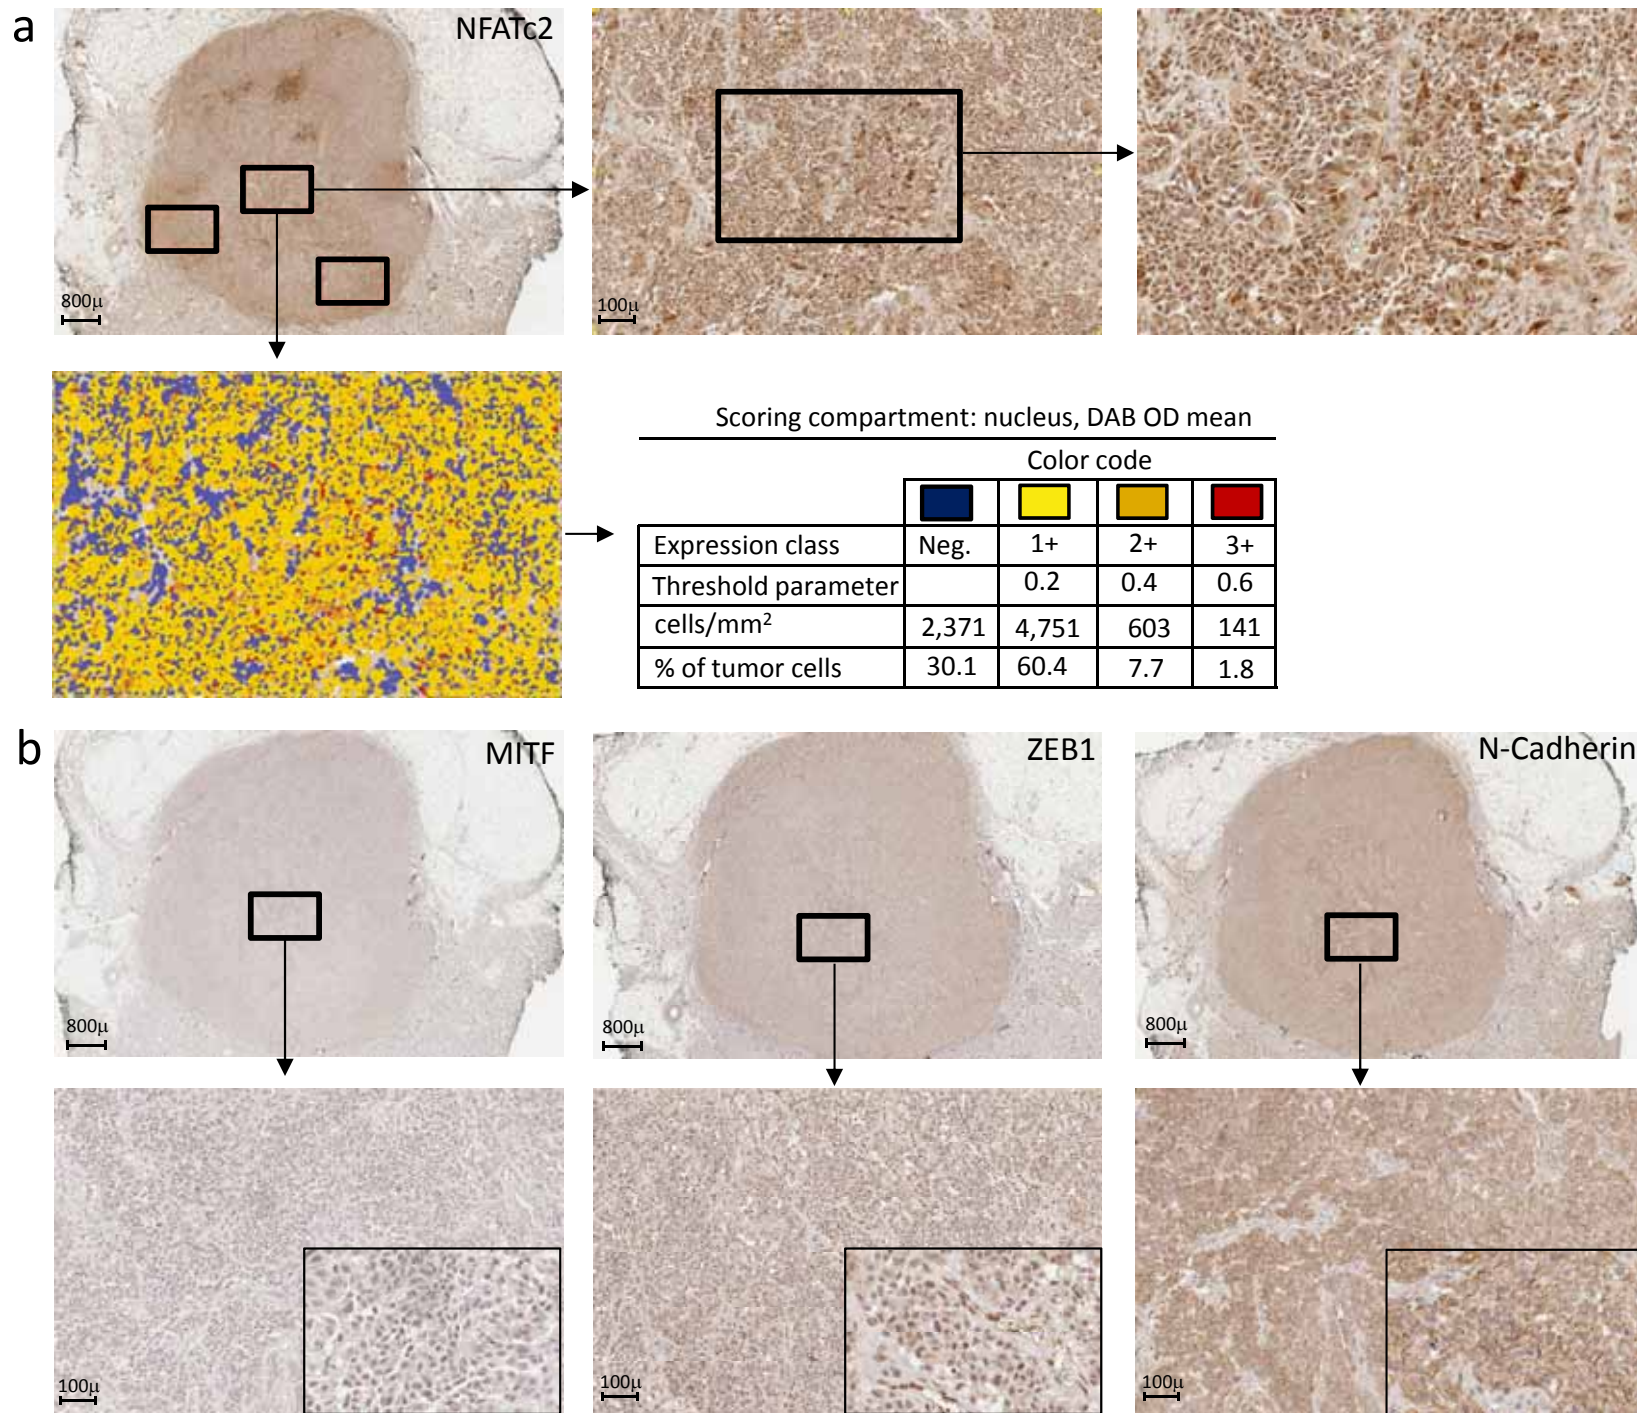 a
NFATc2
800µ
100µ
Scoring compartment: nucleus, DAB OD mean
Color code
Expression class Neg. 1+ 2+ 3+
Threshold parameter 0.2 0.4 0.6
cells/mm² 2,371 4,751 603 141
% of tumor cells 30.1 60.4 7.7 1.8
b
MITF
ZEB1
N-Cadherin
800µ
800µ
800µ
100µ
100µ
100µ